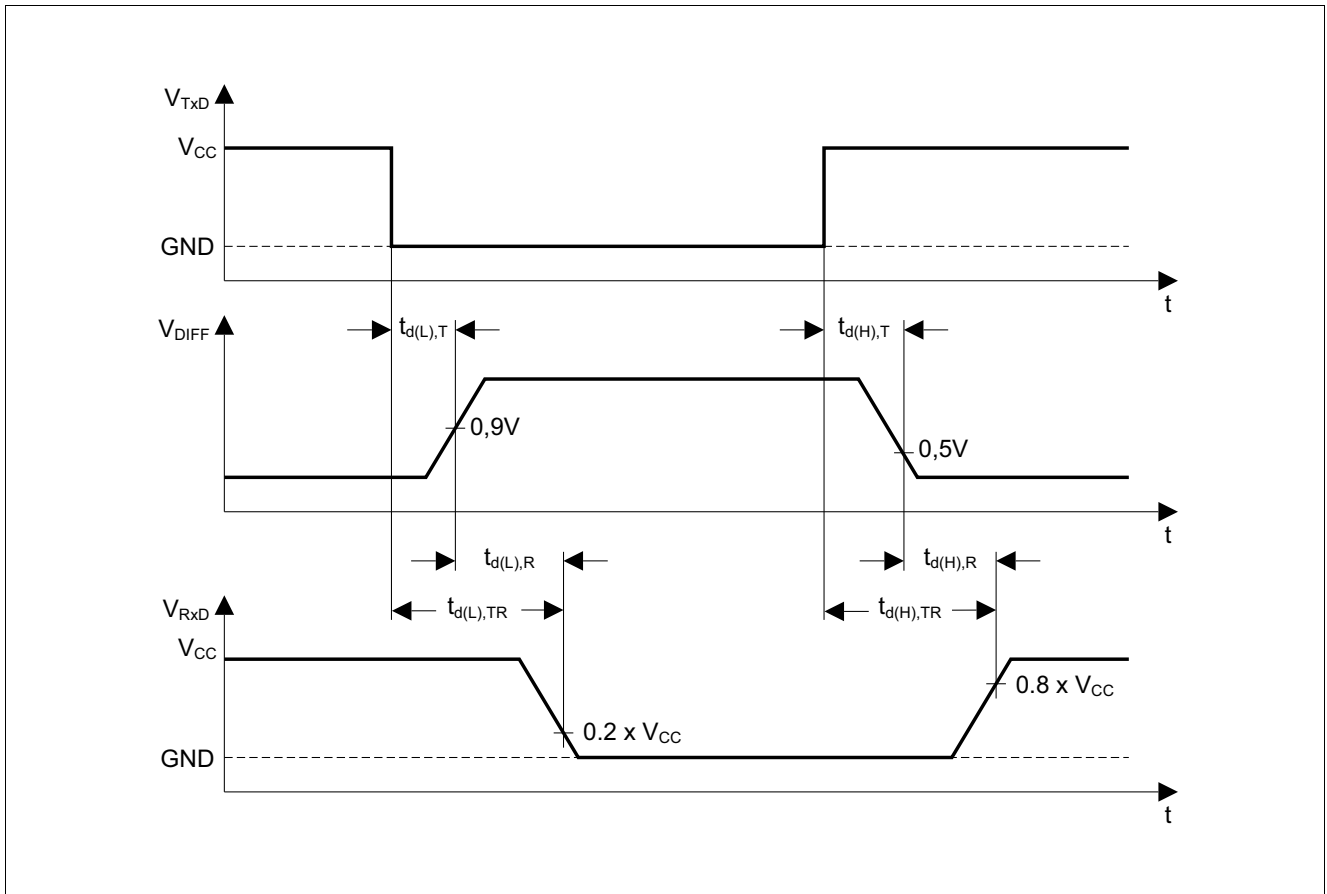 V_TxD
V_CC
GND
t
V_DIFF
t_d(L),T
t_d(H),T
0,9V
0,5V
t
t_d(L),R
t_d(H),R
V_RxD
t_d(L),TR
t_d(H),TR
V_CC
0.8 x V_CC
0.2 x V_CC
GND
t